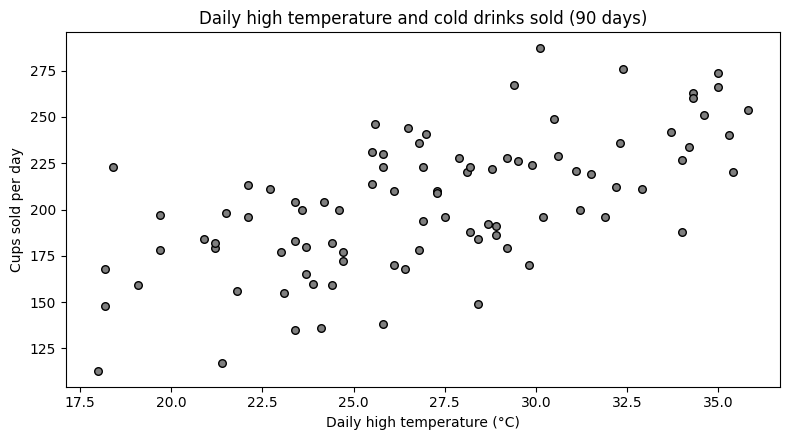 Daily high temperature and cold drinks sold (90 days)
275
250
225
200
175
150
125
Cups sold per day
17.5 20.0 22.5 25.0 27.5 30.0 32.5 35.0
Daily high temperature (°C)